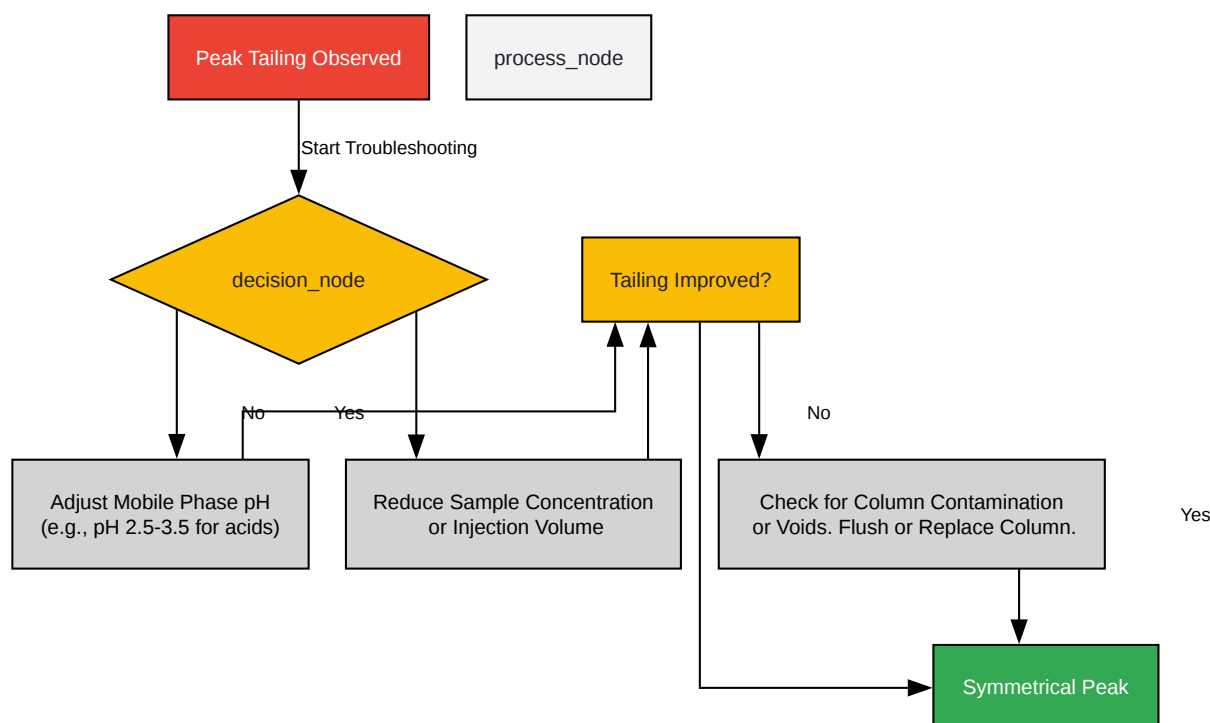 Peak Tailing Observed
process_node
Start Troubleshooting
decision_node
Tailing Improved?
No
Yes
No
Adjust Mobile Phase pH
(e.g., pH 2.5-3.5 for acids)
Reduce Sample Concentration
or Injection Volume
Check for Column Contamination
or Voids. Flush or Replace Column.
Yes
Symmetrical Peak